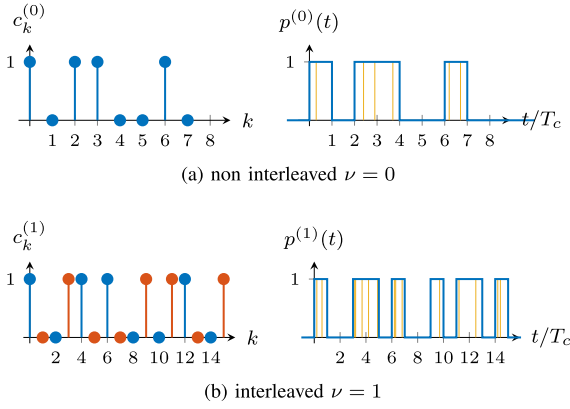 c_k^{(0)} p^{(0)}(t)
1 1
k t/T_c
1 2 3 4 5 6 7 8 1 2 3 4 5 6 7 8
(a) non interleaved ν = 0
c_k^{(1)} p^{(1)}(t)
1 1
k t/T_c
2 4 6 8 10 12 14 2 4 6 8 10 12 14
(b) interleaved ν = 1